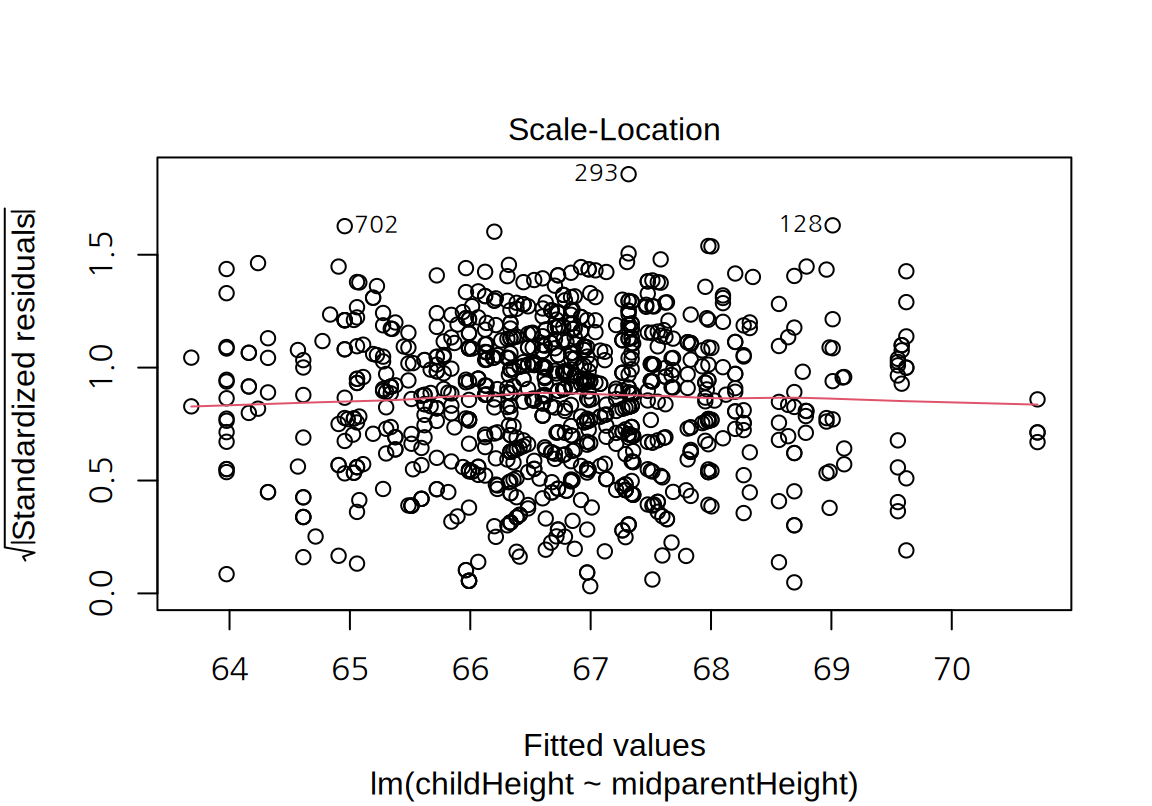 Scale-Location
√|Standardized residuals|
0.0 0.5 1.0 1.5
293
702
128
64 65 66 67 68 69 70
Fitted values
lm(childHeight ~ midparentHeight)